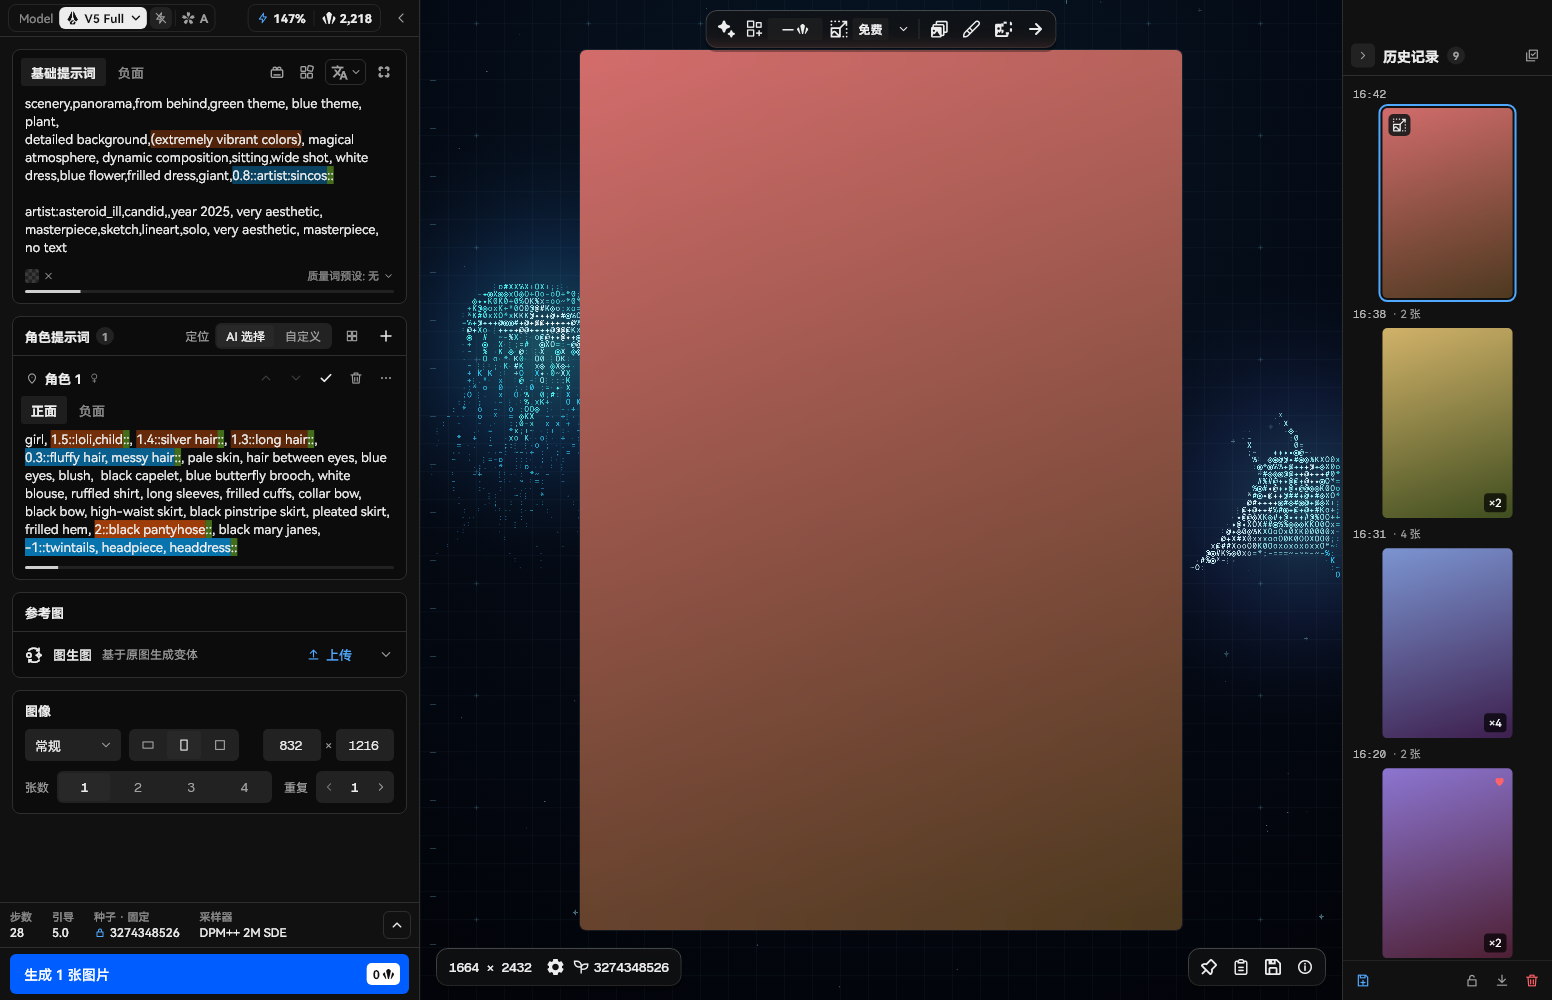 Model V5 Full A 147% 2,218
基础提示词 负面
scenery,panorama,from behind,green theme, blue theme,
plant,
detailed background,(extremely vibrant colors), magical
atmosphere, dynamic composition,sitting,wide shot, white
dress,blue flower,frilled dress,giant,0.8::artist:sincos::
artist:asteroid_ill,candid,,year 2025, very aesthetic,
masterpiece,sketch,lineart,solo, very aesthetic, masterpiece,
no text
质量词预设: 无
角色提示词 1 定位 AI 选择 自定义
角色 1
正面 负面
girl, 1.5::loli,child::, 1.4::silver hair::, 1.3::long hair::,
0.3::fluffy hair, messy hair::, pale skin, hair between eyes, blue
eyes, blush,  black capelet, blue butterfly brooch, white
blouse, ruffled shirt, long sleeves, frilled cuffs, collar bow,
black bow, high-waist skirt, black pinstripe skirt, pleated skirt,
frilled hem, 2::black pantyhose::, black mary janes,
-1::twintails, headpiece, headdress::
参考图
图生图 基于原图生成变体 上传
图像
常规 832 × 1216
张数 1 2 3 4 重复 1
步数 引导 种子 · 固定 采样器
28 5.0 3274348526 DPM++ 2M SDE
生成 1 张图片 0
免费
1664 × 2432 3274348526
历史记录 9
16:42
16:38 · 2 张
×2
16:31 · 4 张
×4
16:20 · 2 张
×2